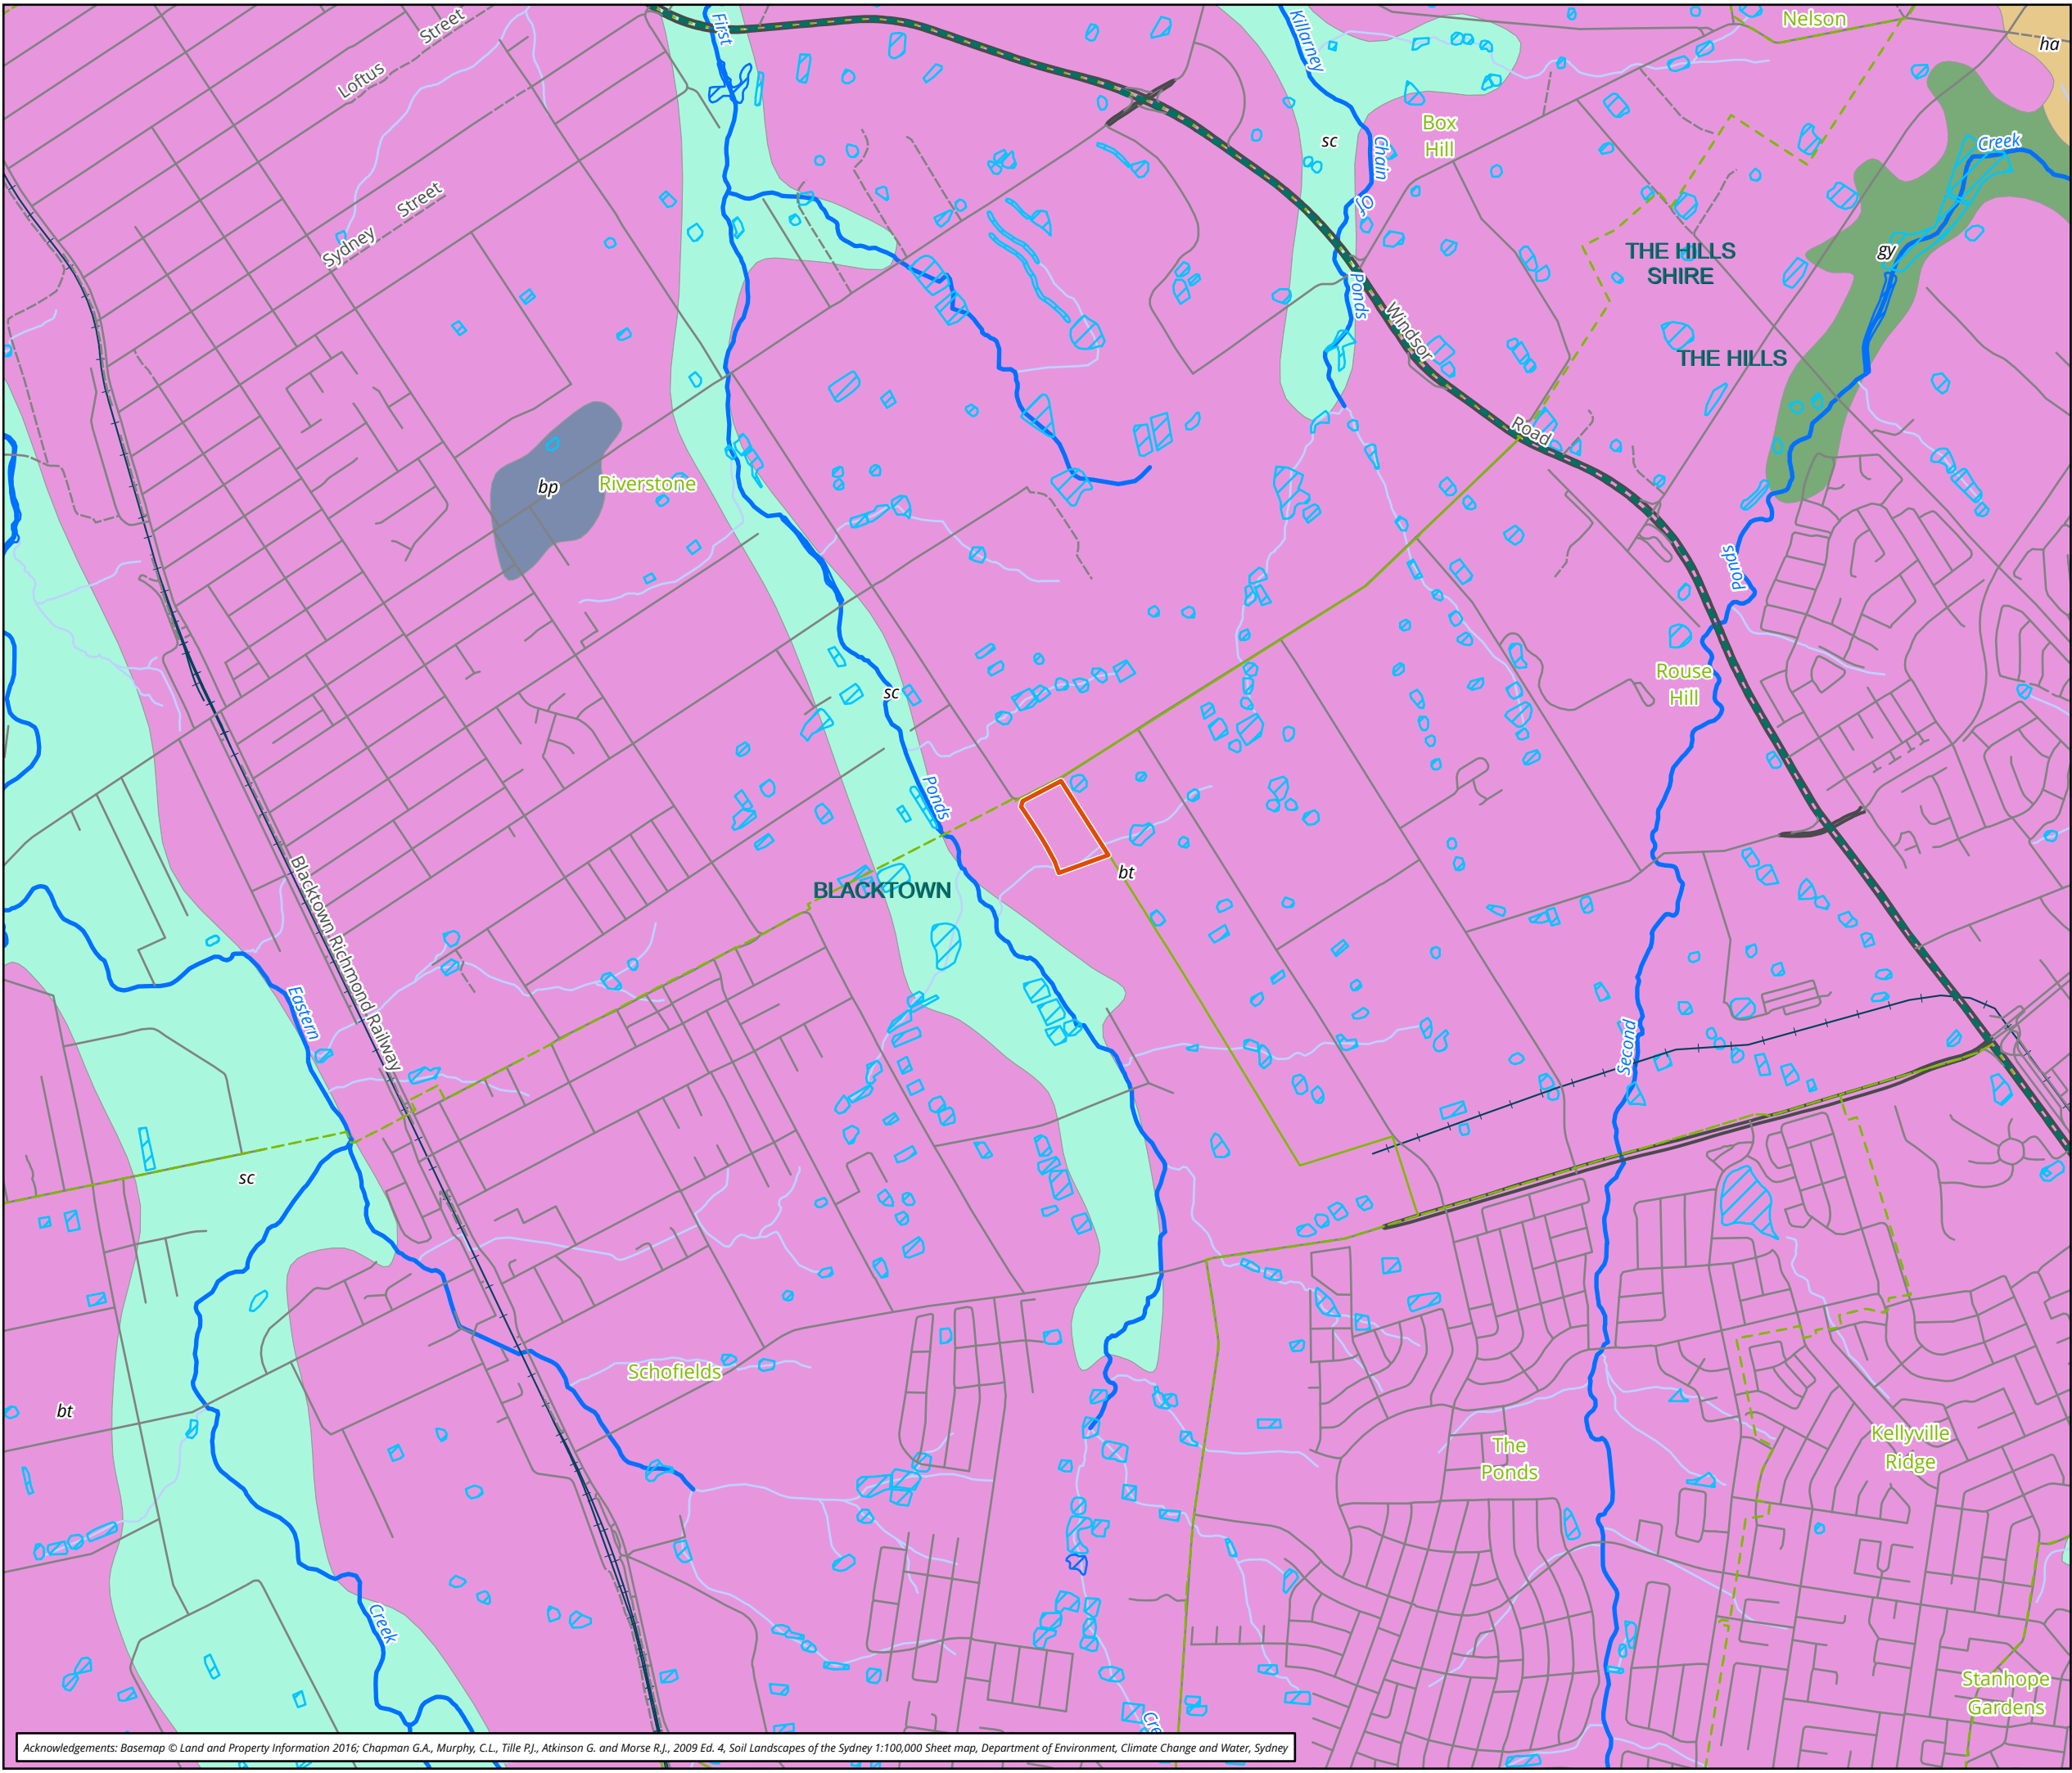 Street
Loftus
First
Killarney
Nelson
ha
Box
Hill
sc
Chain
of
Creek
Street
Sydney
THE HILLS
SHIRE
gy
Ponds
Windsor
THE HILLS
Road
bp
Riverstone
Ponds
Rouse
Hill
sc
Ponds
bt
BLACKTOWN
Blacktown Richmond Railway
Eastern
Second
sc
Schofields
bt
The
Ponds
Kellyville
Ridge
Creek
Stanhope
Gardens
Cre
Acknowledgements: Basemap © Land and Property Information 2016; Chapman G.A., Murphy, C.L., Tille P.J., Atkinson G. and Morse R.J., 2009 Ed. 4, Soil Landscapes of the Sydney 1:100,000 Sheet map, Department of Environment, Climate Change and Water, Sydney